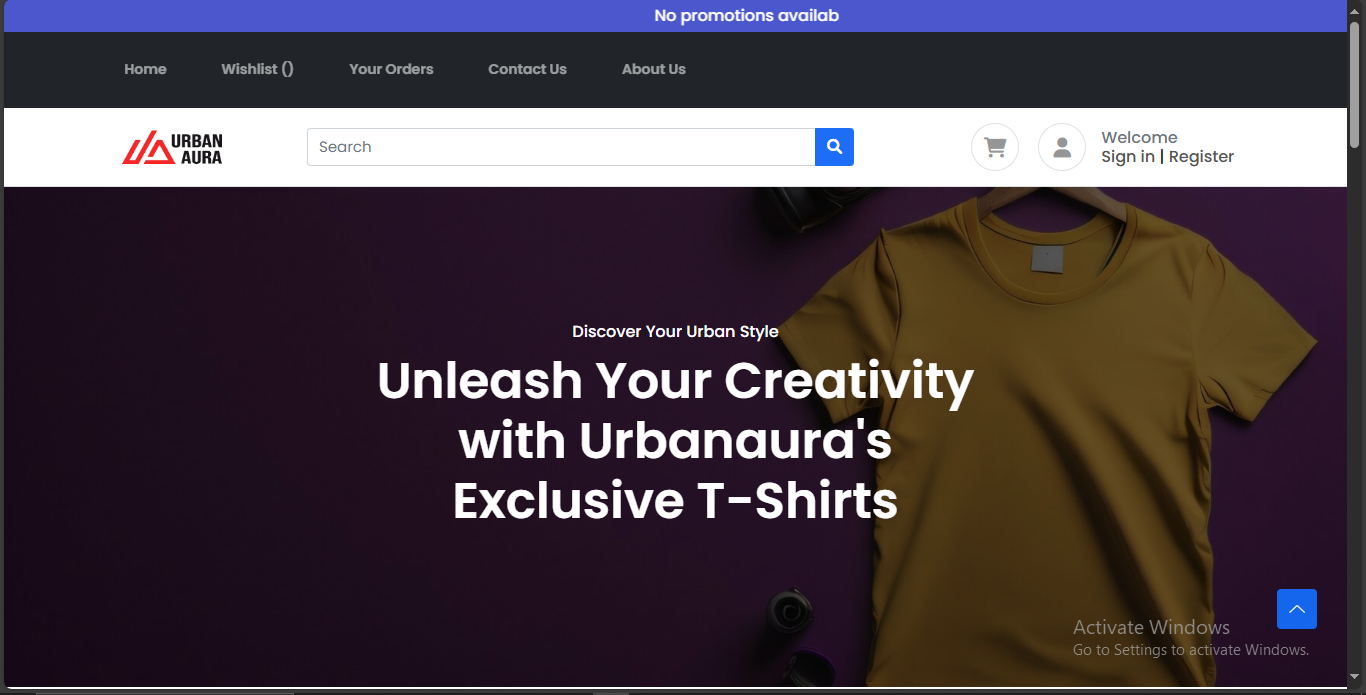 No promotions availab
Home Wishlist () Your Orders Contact Us About Us
URBAN
AURA
Search
Welcome
Sign in | Register
Discover Your Urban Style
Unleash Your Creativity
with Urbanaura's
Exclusive T-Shirts
Activate Windows
Go to Settings to activate Windows.